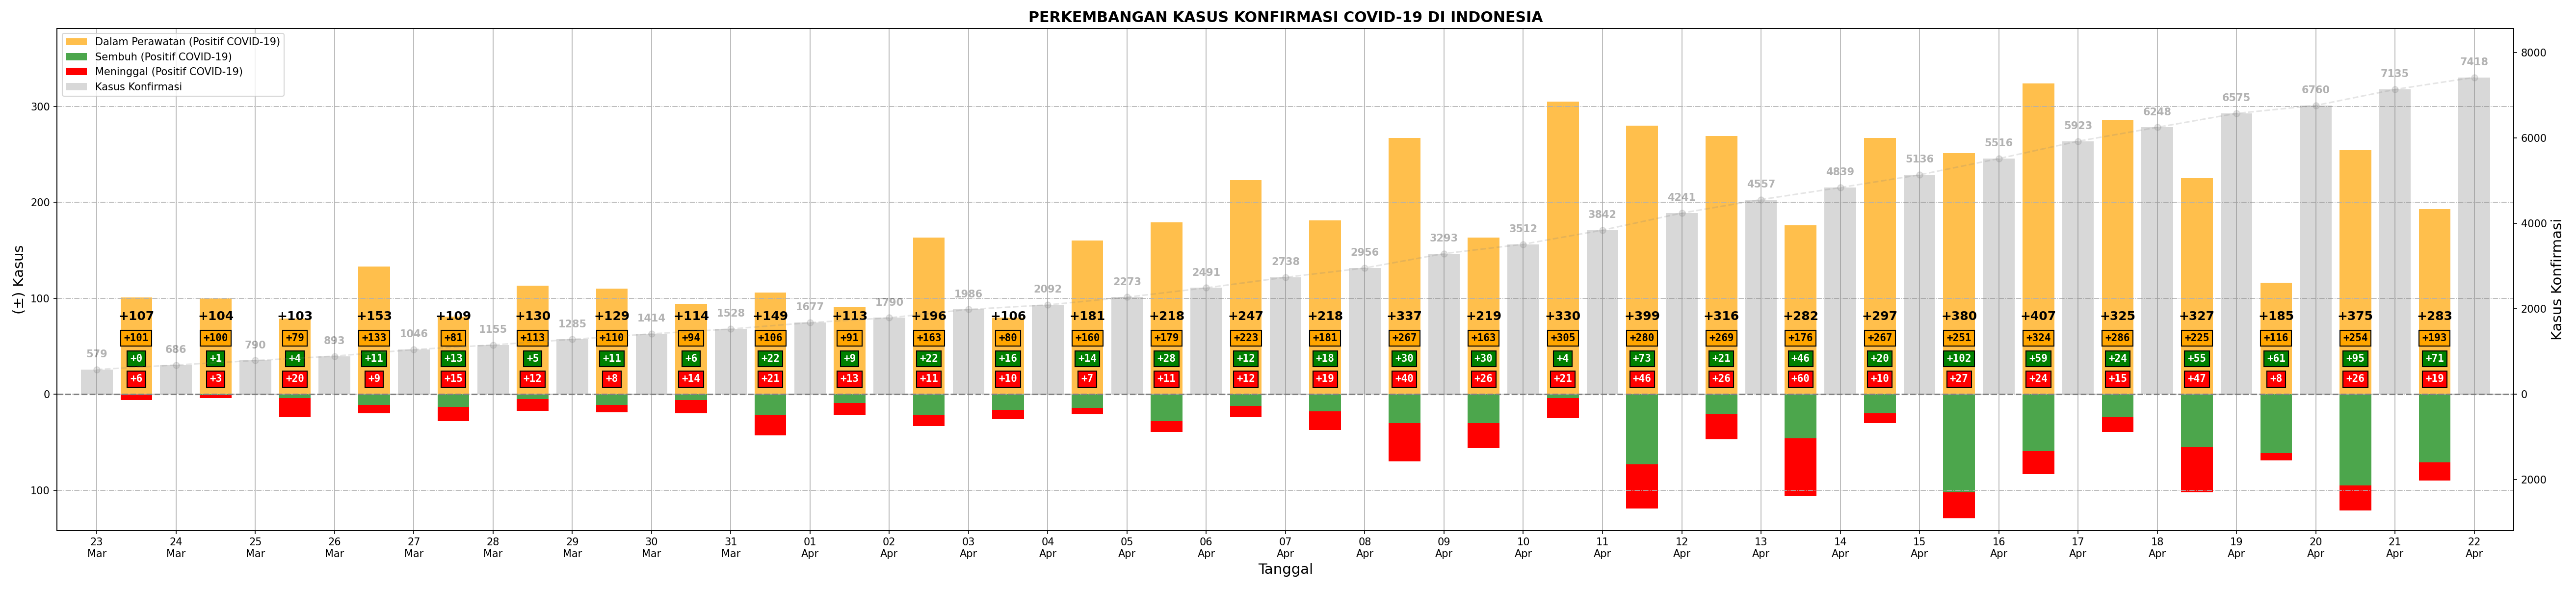 PERKEMBANGAN KASUS KONFIRMASI COVID-19 DI INDONESIA
Dalam Perawatan (Positif COVID-19)
Sembuh (Positif COVID-19)
Meninggal (Positif COVID-19)
Kasus Konfirmasi
(±) Kasus
300
200
100
0
100
8000
6000
4000
2000
0
2000
Kasus Konfirmasi
579 686 790 893 1046 1155 1285 1414 1528 1677 1790 1986 2092 2273 2491 2738 2956 3293 3512 3842 4241 4557 4839 5136 5516 5923 6248 6575 6760 7135 7418
+107 +104 +103 +153 +109 +130 +129 +114 +149 +113 +196 +106 +181 +218 +247 +218 +337 +219 +330 +399 +316 +282 +297 +380 +407 +325 +327 +185 +375 +283
+101 +100 +79 +133 +81 +113 +110 +94 +106 +91 +163 +80 +160 +179 +223 +181 +267 +163 +305 +280 +269 +176 +267 +251 +324 +286 +225 +116 +254 +193
+0 +1 +4 +11 +13 +5 +11 +6 +22 +9 +22 +16 +14 +28 +12 +18 +30 +30 +4 +73 +21 +46 +20 +102 +59 +24 +55 +61 +95 +71
+6 +3 +20 +9 +15 +12 +8 +14 +21 +13 +11 +10 +7 +11 +12 +19 +40 +26 +21 +46 +26 +60 +10 +27 +24 +15 +47 +8 +26 +19
23 24 25 26 27 28 29 30 31 01 02 03 04 05 06 07 08 09 10 11 12 13 14 15 16 17 18 19 20 21 22
Mar Mar Mar Mar Mar Mar Mar Mar Mar Apr Apr Apr Apr Apr Apr Apr Apr Apr Apr Apr Apr Apr Apr Apr Apr Apr Apr Apr Apr Apr Apr
Tanggal